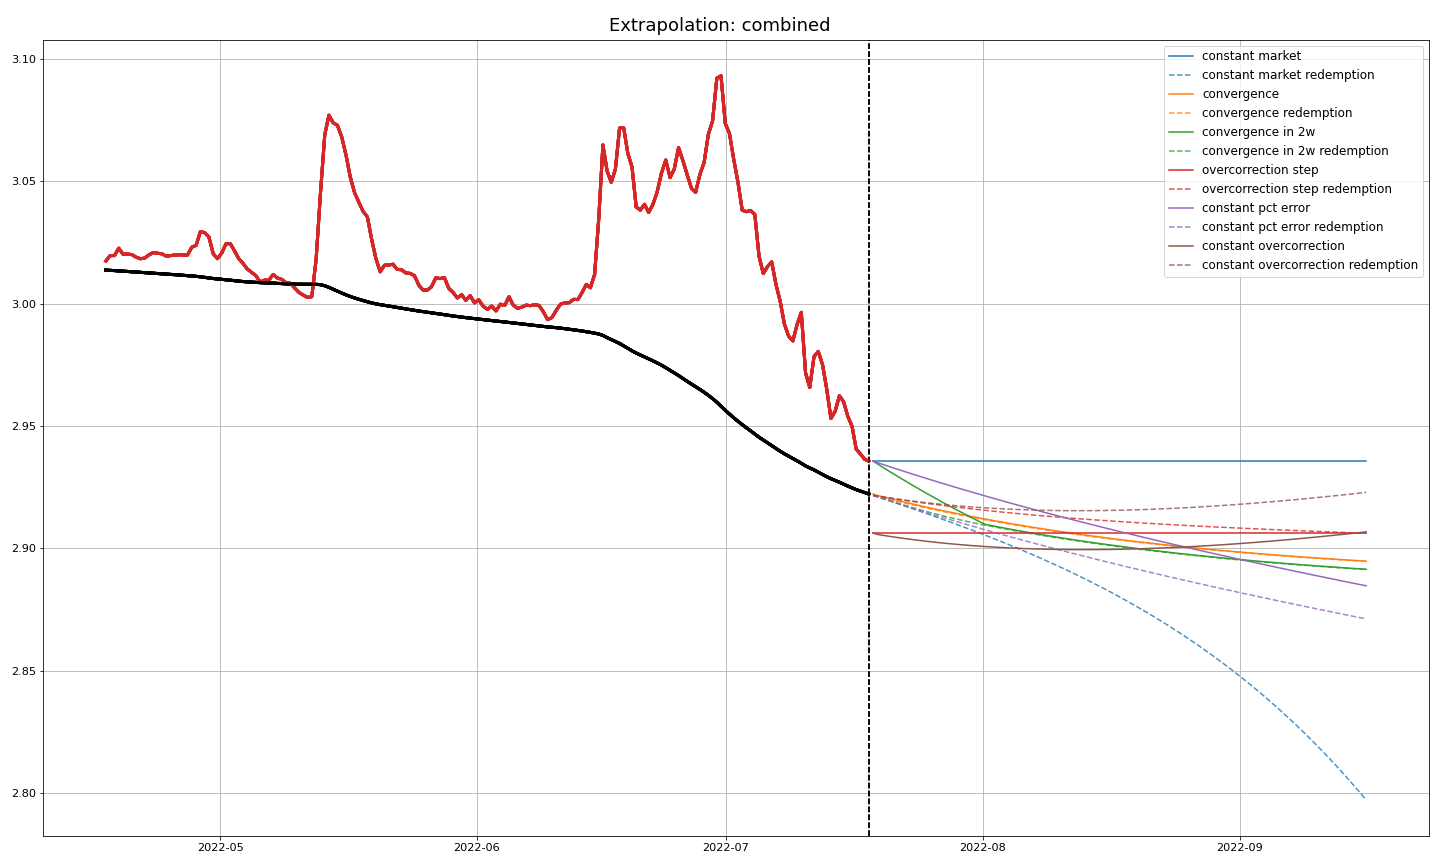 Extrapolation: combined
3.10
3.05
3.00
2.95
2.90
2.85
2.80
constant market
constant market redemption
convergence
convergence redemption
convergence in 2w
convergence in 2w redemption
overcorrection step
overcorrection step redemption
constant pct error
constant pct error redemption
constant overcorrection
constant overcorrection redemption
2022-05
2022-06
2022-07
2022-08
2022-09